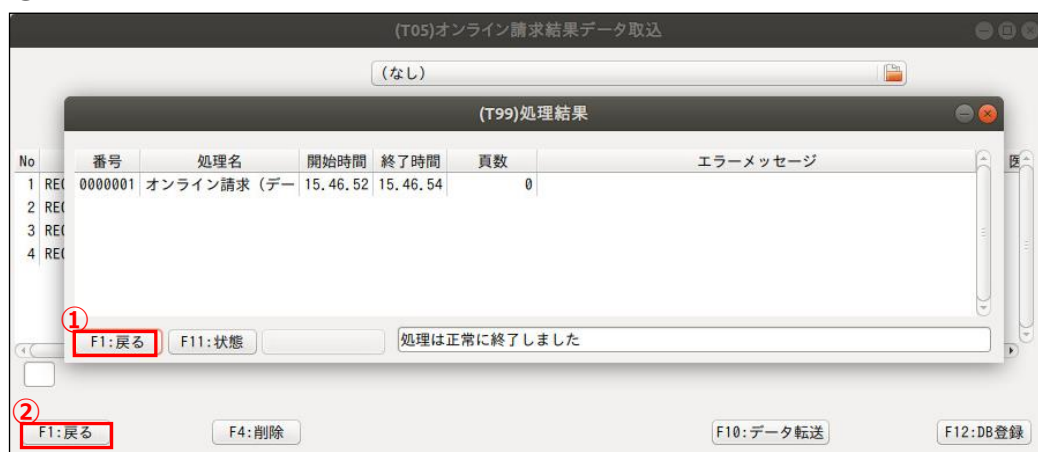 (T05)オンライン請求結果データ取込
(なし)
(T99)処理結果
No 医
番号 処理名 開始時間 終了時間 頁数 エラーメッセージ
1 REC 0000001 オンライン請求（デー 15.46.52 15.46.54 0
2 REC
3 REC
4 REC
①
F1:戻る F11:状態 処理は正常に終了しました
②
F1:戻る F4:削除 F10:データ転送 F12:DB登録